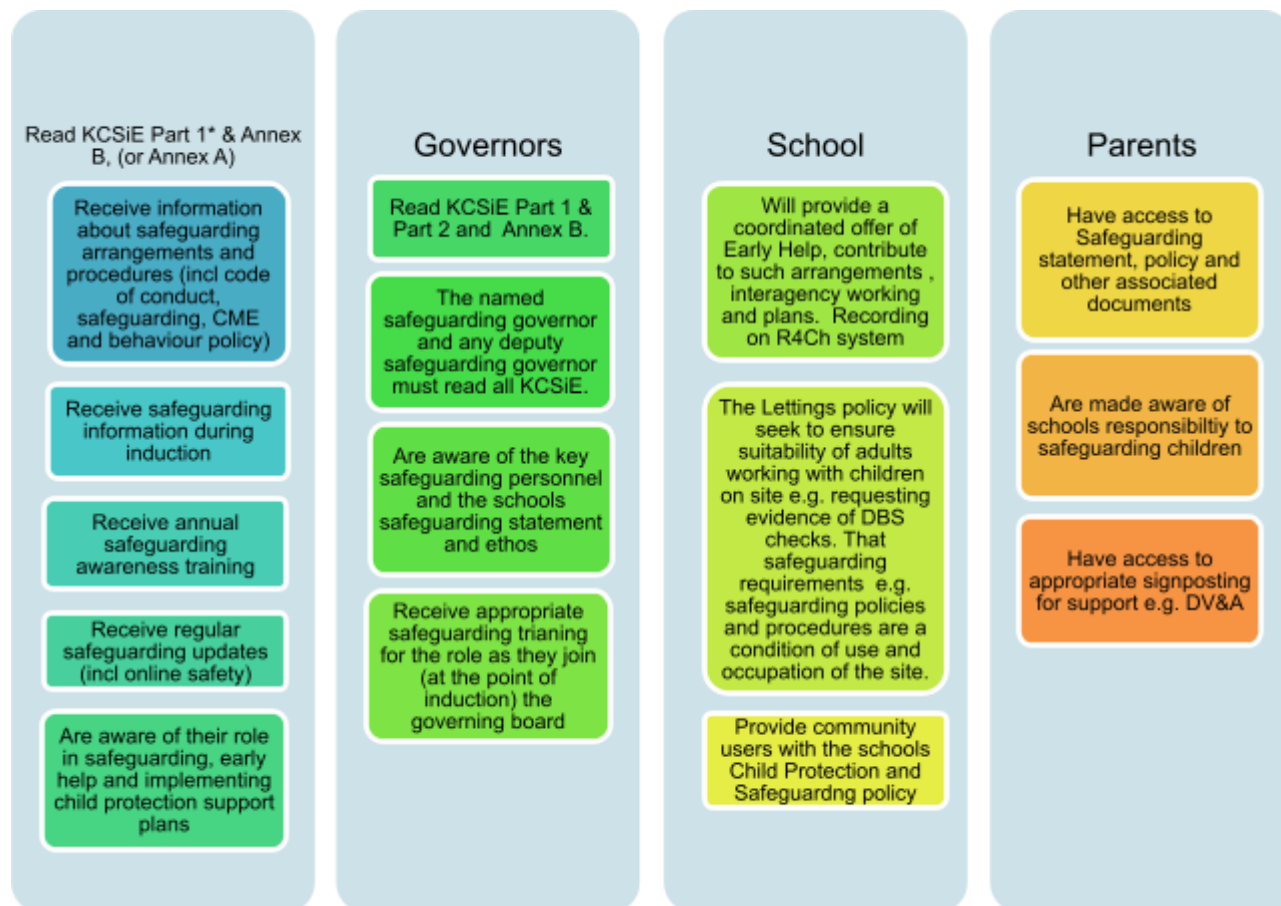 Read KCSiE Part 1* & Annex
B, (or Annex A)
Receive information
about safeguarding
arrangements and
procedures (incl code
of conduct,
safeguarding, CME
and behaviour policy)
Receive safeguarding
information during
induction
Receive annual
safeguarding
awareness training
Receive regular
safeguarding updates
(incl online safety)
Are aware of their role
in safeguarding, early
help and implementing
child protection support
plans
Governors
Read KCSiE Part 1 &
Part 2 and Annex B.
The named
safeguarding governor
and any deputy
safeguarding governor
must read all KCSiE.
Are aware of the key
safeguarding personnel
and the schools
safeguarding statement
and ethos
Receive appropriate
safeguarding trianing
for the role as they join
(at the point of
induction) the
governing board
School
Will provide a
coordinated offer of
Early Help, contribute
to such arrangements ,
interagency working
and plans. Recording
on R4Ch system
The Lettings policy will
seek to ensure
suitability of adults
working with children
on site e.g. requesting
evidence of DBS
checks. That
safeguarding
requirements e.g.
safeguarding policies
and procedures are a
condition of use and
occupation of the site.
Provide community
users with the schools
Child Protection and
Safeguardng policy
Parents
Have access to
Safeguarding
statement, policy and
other associated
documents
Are made aware of
schools responsibiltiy to
safeguarding children
Have access to
appropriate signposting
for support e.g. DV&A